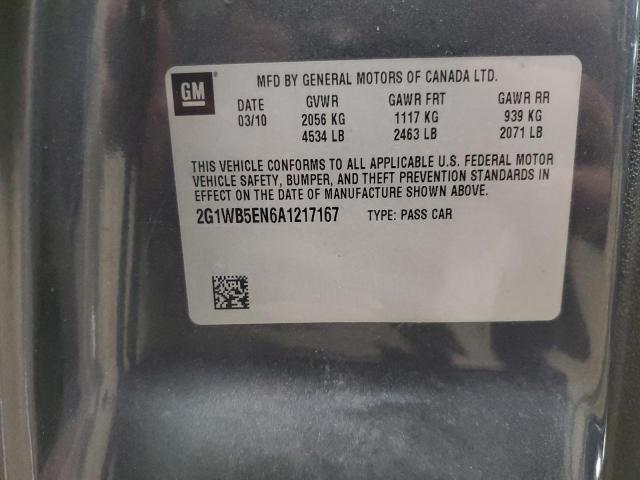 GM
MFD BY GENERAL MOTORS OF CANADA LTD.
DATE GVWR GAWR FRT GAWR RR
03/10 2056 KG 1117 KG 939 KG
4534 LB 2463 LB 2071 LB
THIS VEHICLE CONFORMS TO ALL APPLICABLE U.S. FEDERAL MOTOR
VEHICLE SAFETY, BUMPER, AND THEFT PREVENTION STANDARDS IN
EFFECT ON THE DATE OF MANUFACTURE SHOWN ABOVE.
2G1WB5EN6A1217167 TYPE: PASS CAR